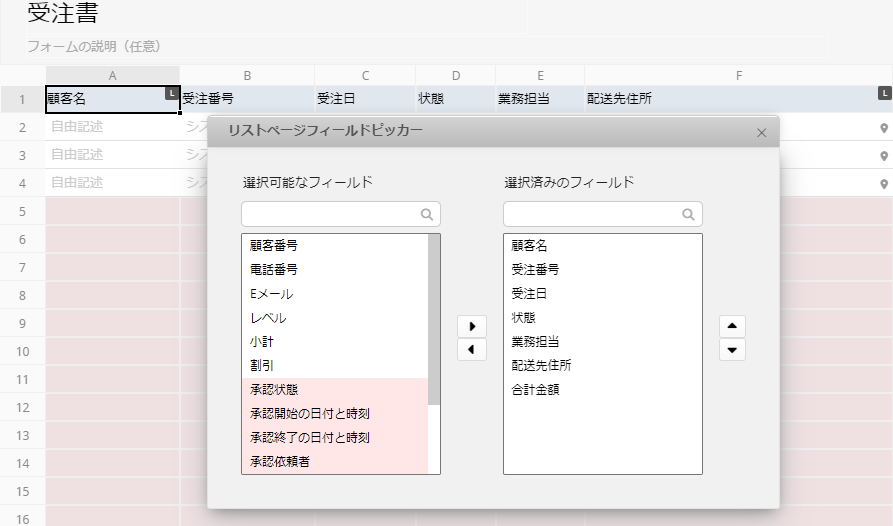 受注書
フォームの説明（任意）
A B C D E F
1 顧客名 L 受注番号 受注日 状態 業務担当 配送先住所 L
2 自由記述 シス
3 自由記述 シス
4 自由記述 シス
5
6
7
8
9
10
11
12
13
14
15
16
リストページフィールドピッカー ×
選択可能なフィールド
顧客番号
電話番号
Eメール
レベル
小計
割引
承認状態
承認開始の日付と時刻
承認終了の日付と時刻
承認依頼者
選択済みのフィールド
顧客名
受注番号
受注日
状態
業務担当
配送先住所
合計金額